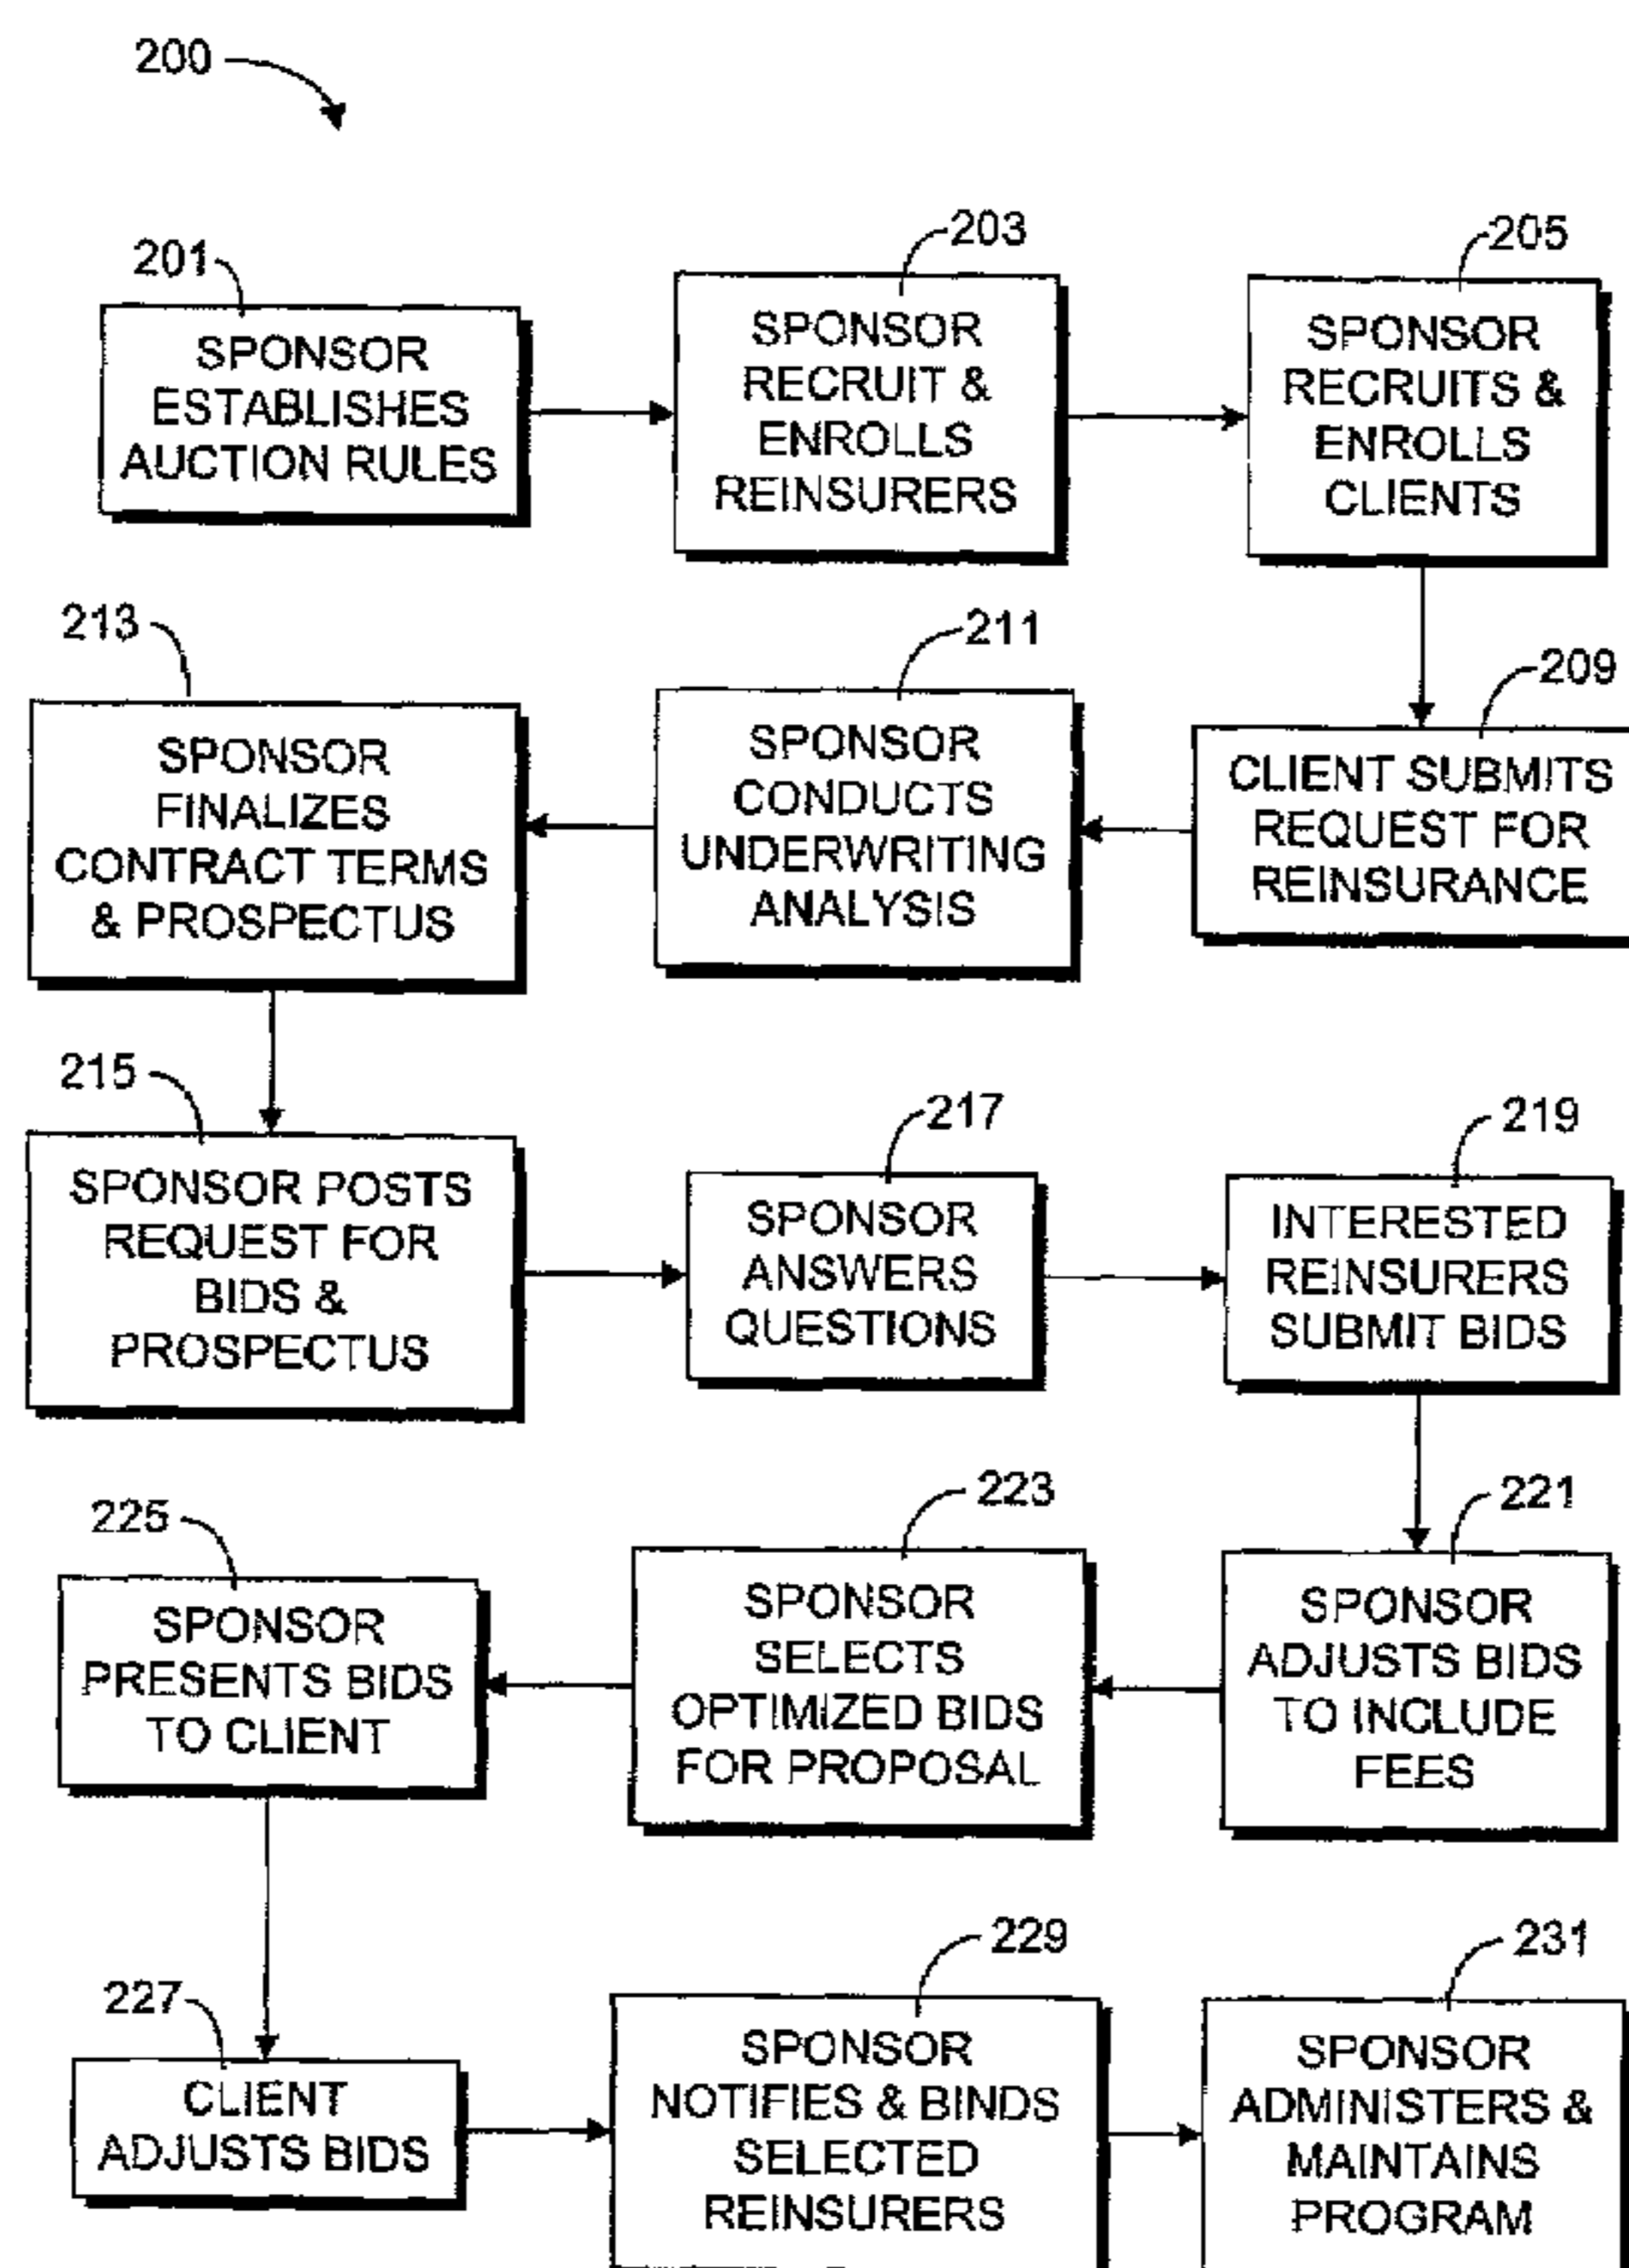 200
201
SPONSOR
ESTABLISHES
AUCTION RULES
203
SPONSOR
RECRUIT &
ENROLLS
REINSURERS
205
SPONSOR
RECRUITS &
ENROLLS
CLIENTS
209
CLIENT SUBMITS
REQUEST FOR
REINSURANCE
211
SPONSOR
CONDUCTS
UNDERWRITING
ANALYSIS
213
SPONSOR
FINALIZES
CONTRACT TERMS
& PROSPECTUS
215
SPONSOR POSTS
REQUEST FOR
BIDS &
PROSPECTUS
217
SPONSOR
ANSWERS
QUESTIONS
219
INTERESTED
REINSURERS
SUBMIT BIDS
221
SPONSOR
ADJUSTS BIDS
TO INCLUDE
FEES
223
SPONSOR
SELECTS
OPTIMIZED BIDS
FOR PROPOSAL
225
SPONSOR
PRESENTS BIDS
TO CLIENT
227
CLIENT
ADJUSTS BIDS
229
SPONSOR
NOTIFIES & BINDS
SELECTED
REINSURERS
231
SPONSOR
ADMINISTERS &
MAINTAINS
PROGRAM